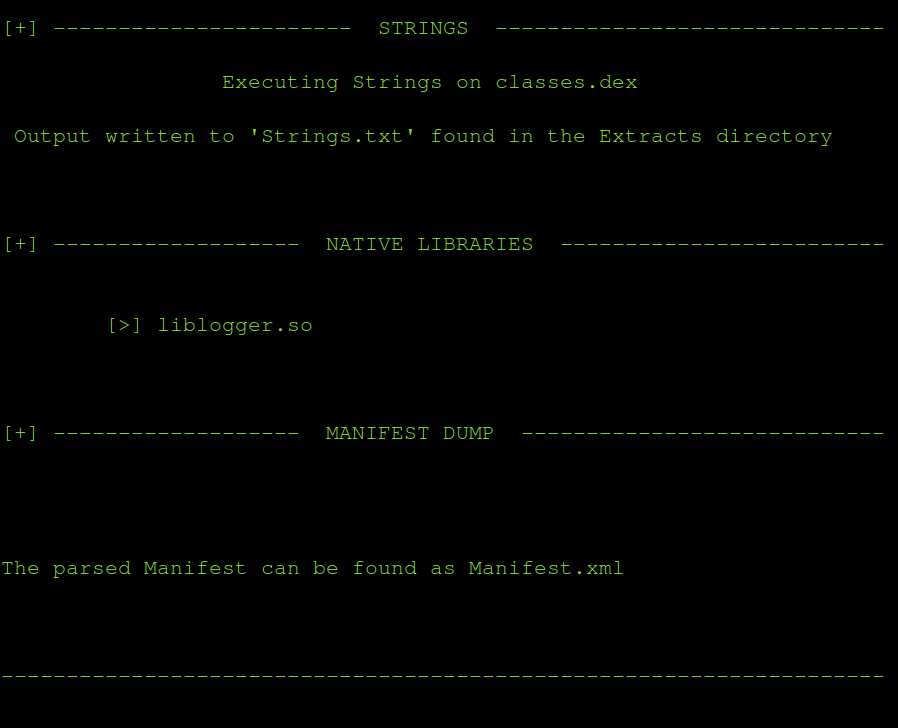 [+] -----------------------  STRINGS  ------------------------------
Executing Strings on classes.dex
Output written to 'Strings.txt' found in the Extracts directory
[+] -------------------  NATIVE LIBRARIES  -------------------------
[>] liblogger.so
[+] -------------------  MANIFEST DUMP  ----------------------------
The parsed Manifest can be found as Manifest.xml
--------------------------------------------------------------------